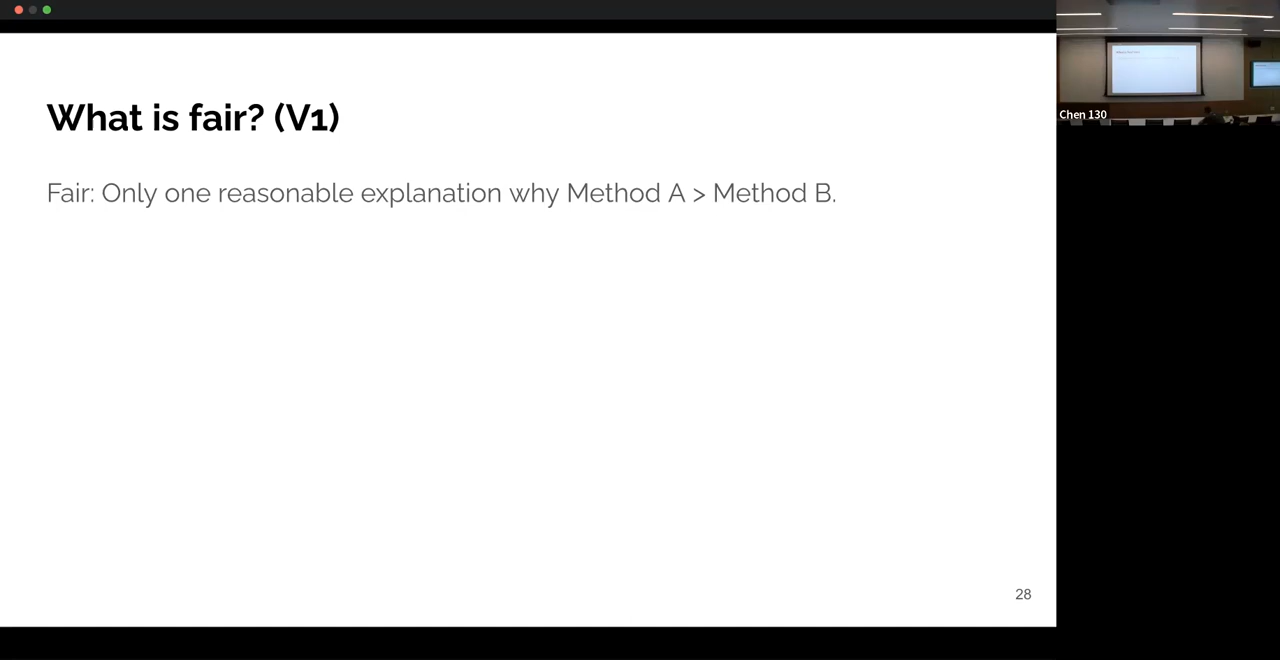 What is fair? (V1)
Fair: Only one reasonable explanation why Method A > Method B.
28
Chen 130